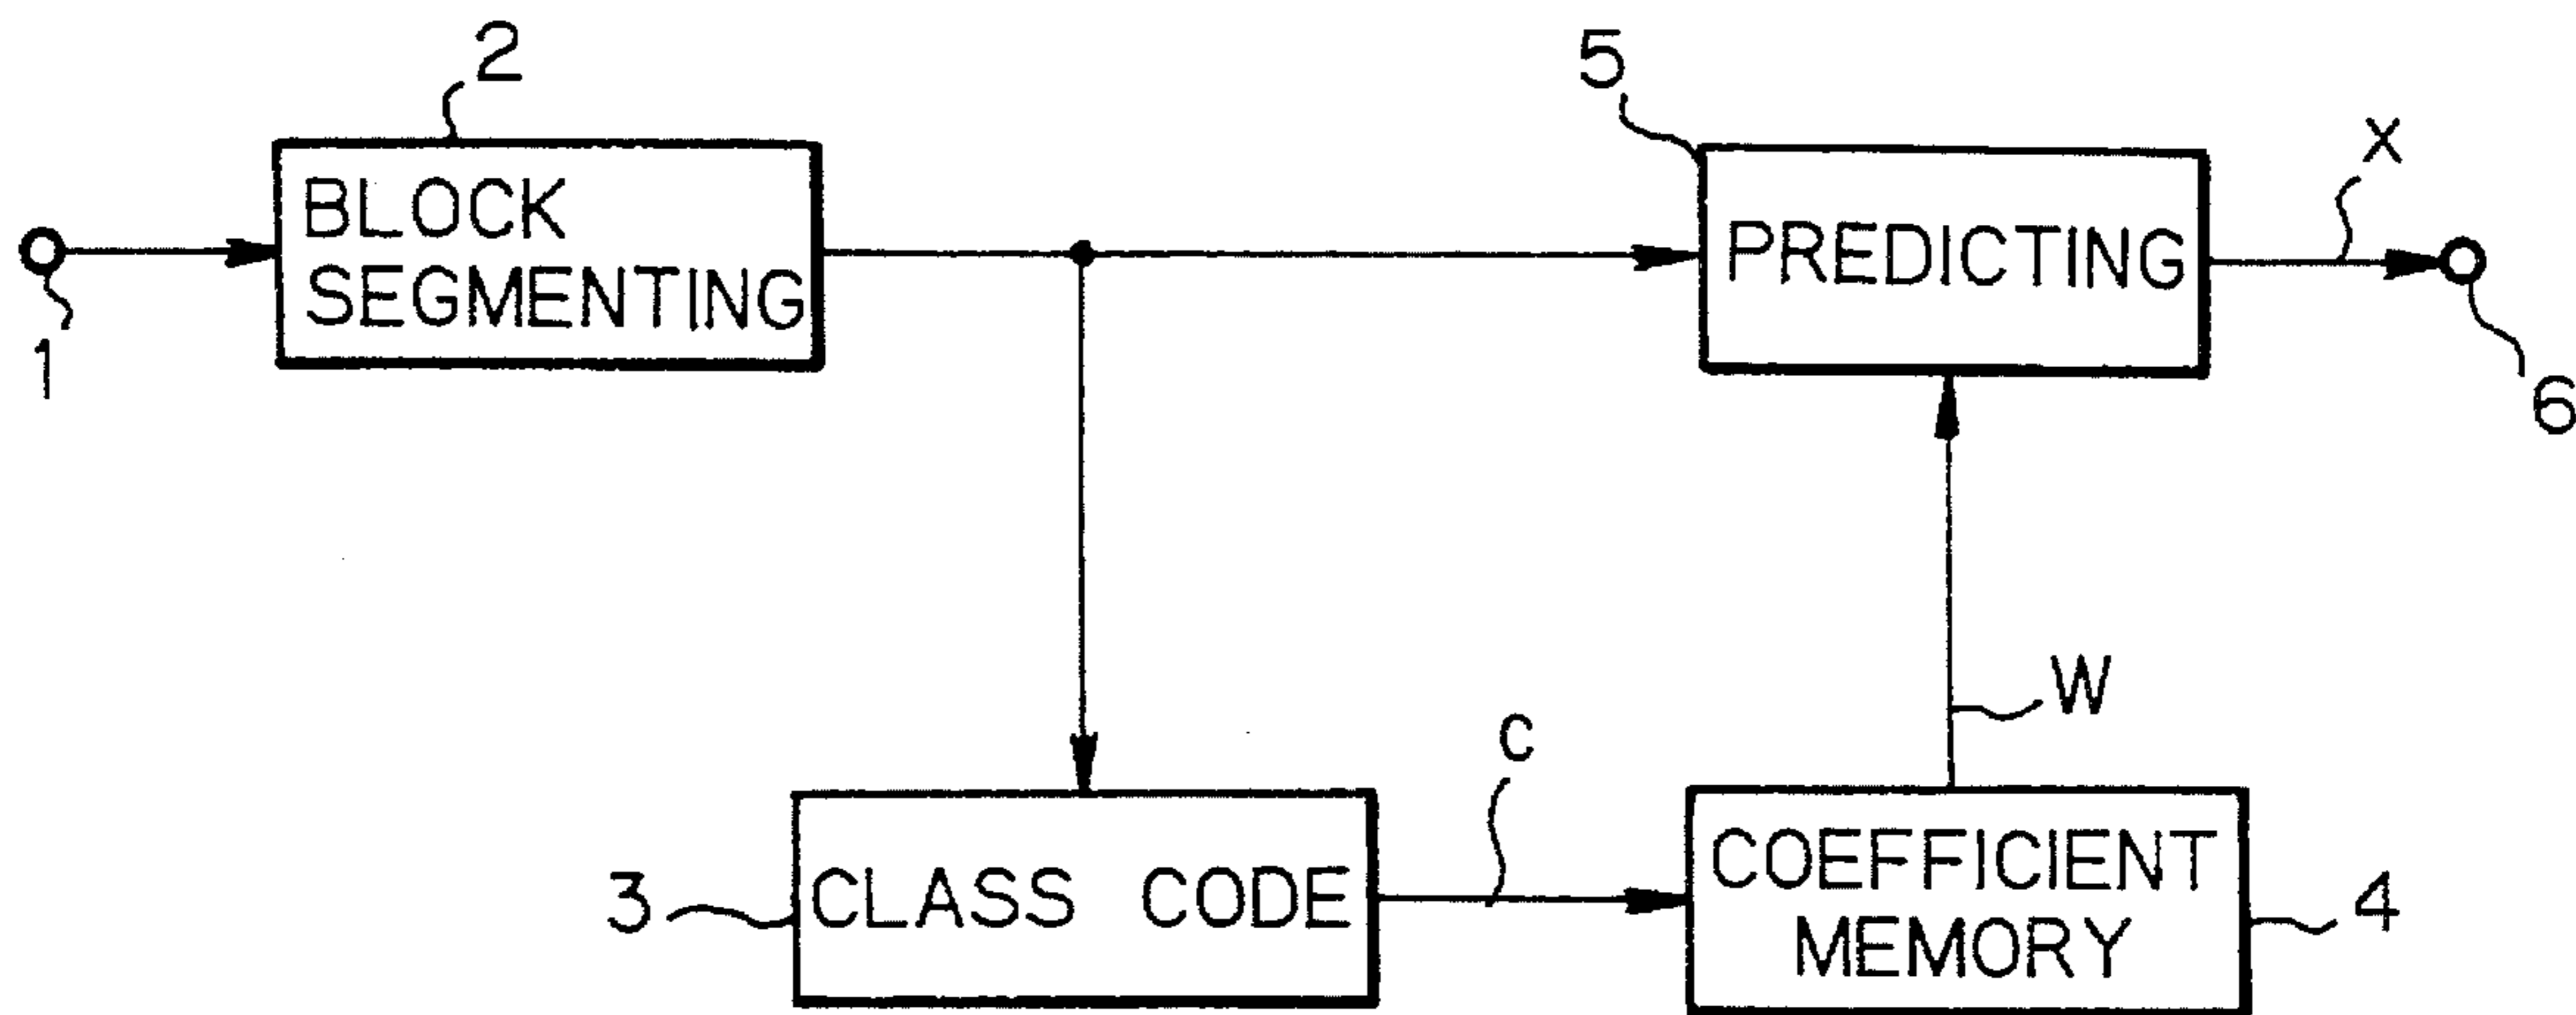 2
BLOCK
SEGMENTING
1
5
PREDICTING
X
6
W
C
3
CLASS CODE
COEFFICIENT
MEMORY
4